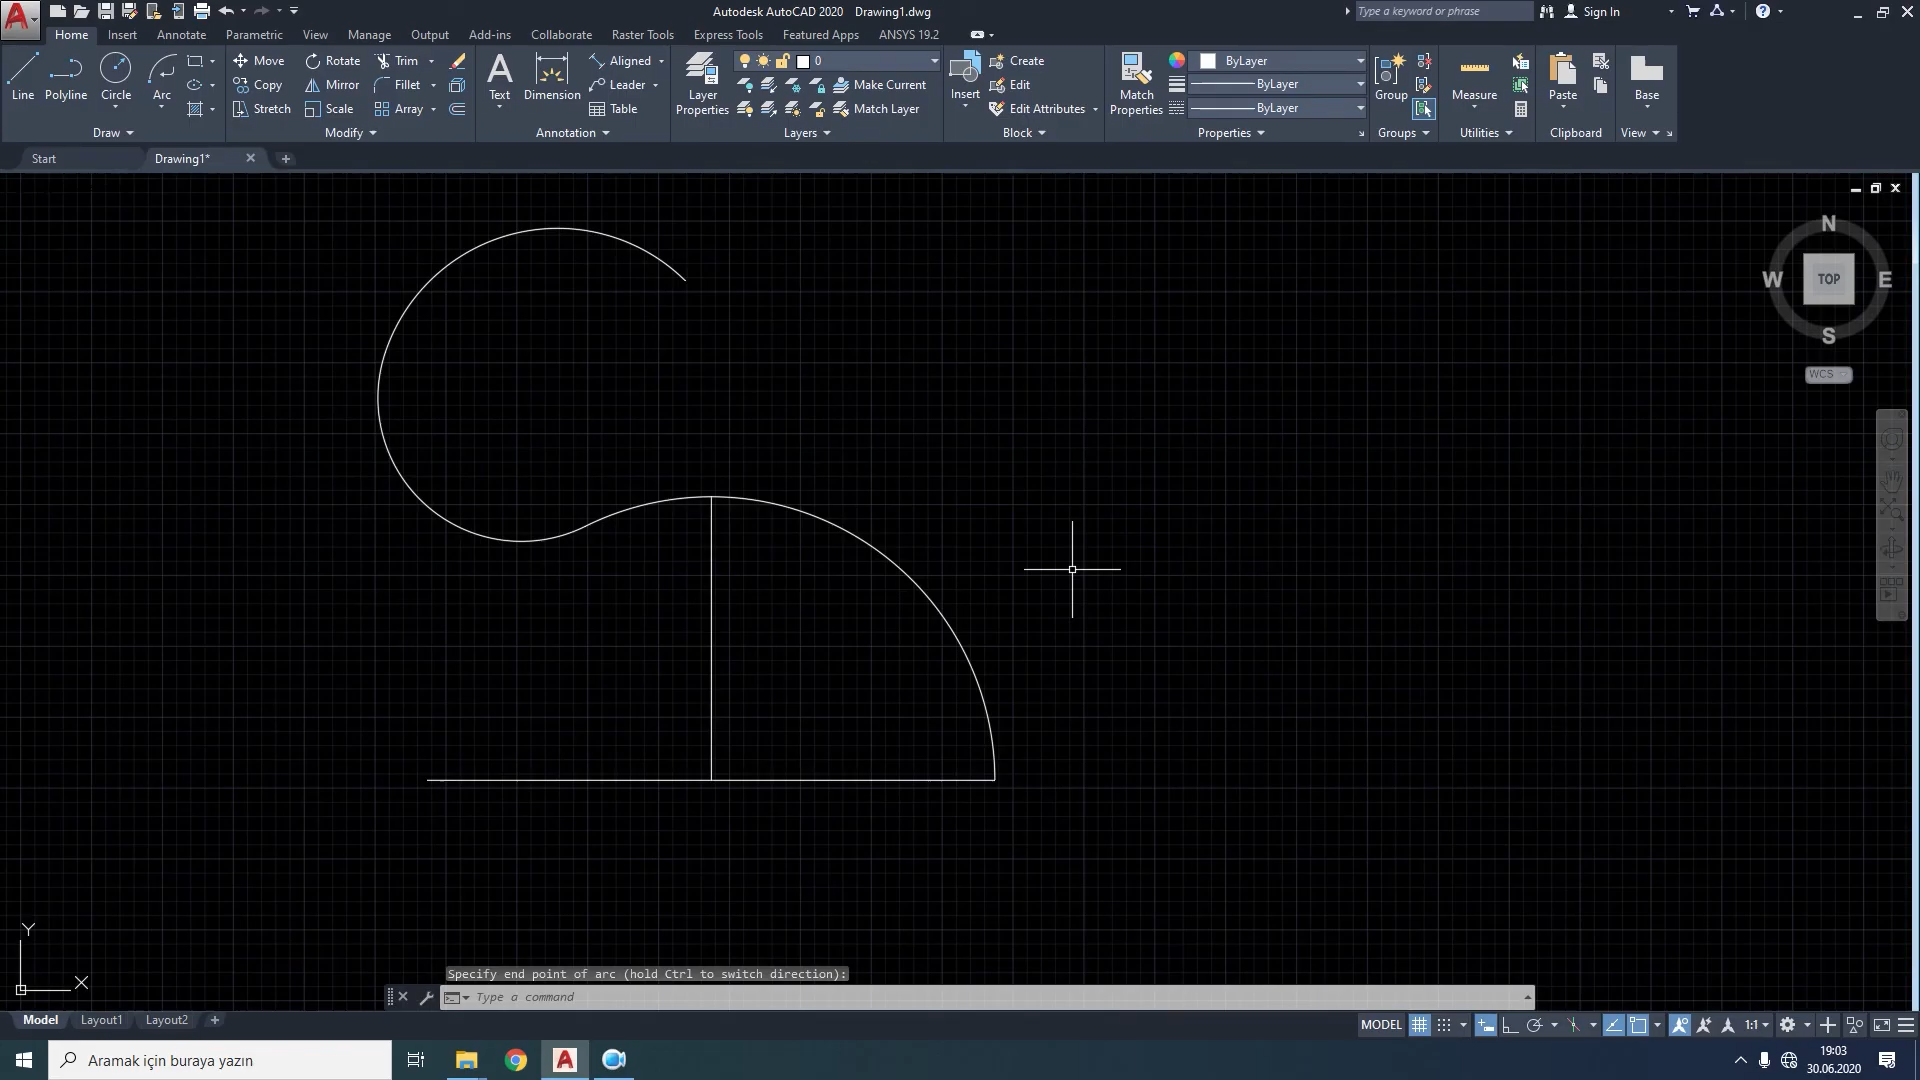 Autodesk AutoCAD 2020 Drawing1.dwg
Type a keyword or phrase
Sign In
Home Insert Annotate Parametric View Manage Output Add-ins Collaborate Raster Tools Express Tools Featured Apps ANSYS 19.2
Line Polyline Circle Arc
Move Rotate Trim
Copy Mirror Fillet
Stretch Scale Array
Text Dimension
Aligned
Leader
Table
Layer Properties
0
Make Current
Match Layer
Insert
Create
Edit
Edit Attributes
Match Properties
ByLayer
ByLayer
ByLayer
Group Measure Paste Base
Draw Modify Annotation Layers Block Properties Groups Utilities Clipboard View
Start Drawing1*
N
W TOP E
S
WCS
Y
X
Specify end point of arc (hold Ctrl to switch direction):
Type a command
Model Layout1 Layout2
MODEL 1:1
Aramak için buraya yazın
19:03
30.06.2020